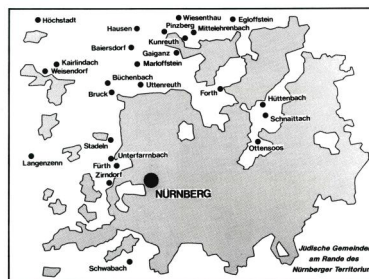 Höchstadt
Wiesenthau
Egloffstein
Hausen
Pinzberg
Mittelehrenbach
Kunreuth
Baiersdorf
Gaiganz
Kairlindach
Marloffstein
Weisendorf
Büchenbach
Uttenreuth
Bruck
Forth
Hüttenbach
Schnaittach
Stadeln
Ottensoos
Langenzenn
Unterfarrnbach
Fürth
Zirndorf
NÜRNBERG
Schwabach
Jüdische Gemeinden
am Rande des
Nürnberger Territoriums